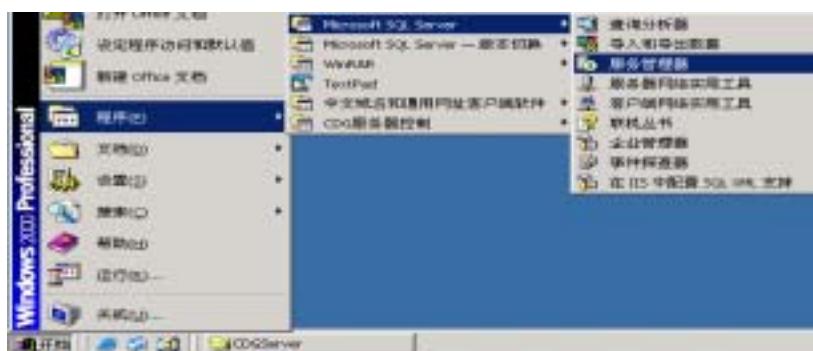 打开 Office 文档
设定程序访问和默认值
新建 Office 文档
程序(P)
文档(D)
设置(S)
搜索(C)
帮助(H)
运行(R)...
关机(U)...
Windows 2000 Professional
开始
CDGServer
Microsoft SQL Server
Microsoft SQL Server — 版本切换
WinRAR
TextPad
中文域名和通用网址客户端软件
CDG服务器控制
查询分析器
导入和导出数据
服务管理器
服务器网络实用工具
客户端网络实用工具
联机丛书
企业管理器
事件探查器
在 IIS 中配置 SQL XML 支持